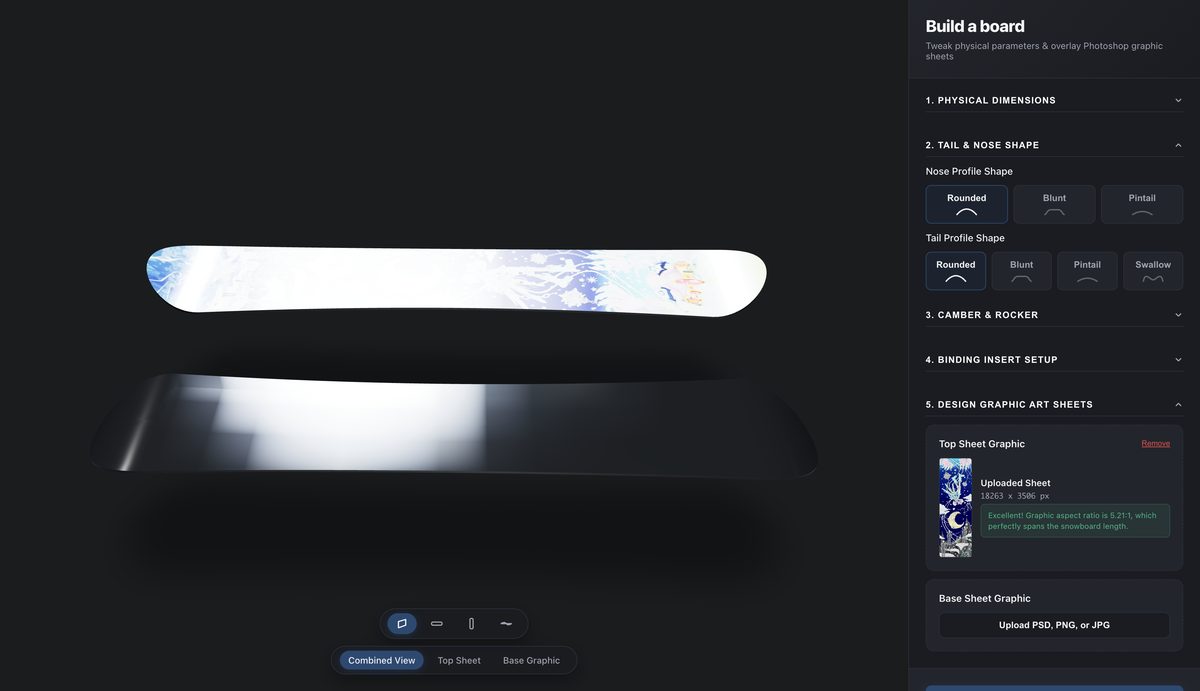 Build a board
Tweak physical parameters & overlay Photoshop graphic
sheets
1. PHYSICAL DIMENSIONS
2. TAIL & NOSE SHAPE
Nose Profile Shape
Rounded
Blunt
Pintail
Tail Profile Shape
Rounded
Blunt
Pintail
Swallow
3. CAMBER & ROCKER
4. BINDING INSERT SETUP
5. DESIGN GRAPHIC ART SHEETS
Top Sheet Graphic
Remove
Uploaded Sheet
18263 x 3506 px
Excellent! Graphic aspect ratio is 5.21:1, which
perfectly spans the snowboard length.
Base Sheet Graphic
Upload PSD, PNG, or JPG
Combined View
Top Sheet
Base Graphic